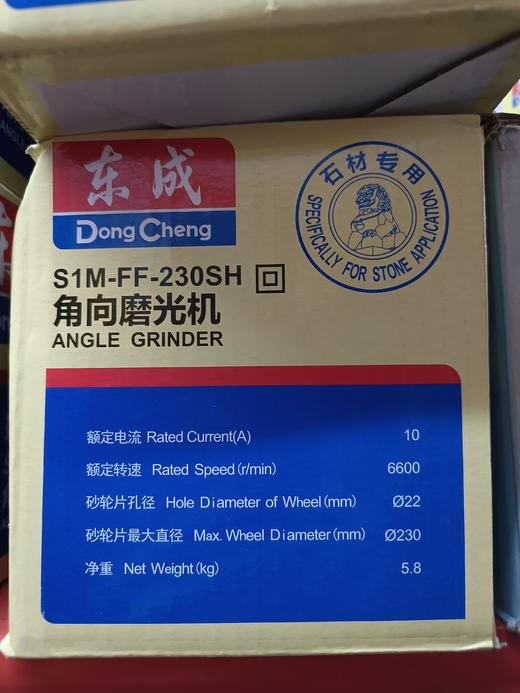 东成
DongCheng
石材专用
SPECIFICALLY FOR STONE APPLICATION
S1M-FF-230SH
角向磨光机
ANGLE GRINDER
额定电流 Rated Current(A) 10
额定转速 Rated Speed(r/min) 6600
砂轮片孔径 Hole Diameter of Wheel(mm) Ø22
砂轮片最大直径 Max. Wheel Diameter(mm) Ø230
净重 Net Weight(kg) 5.8
ANGLE